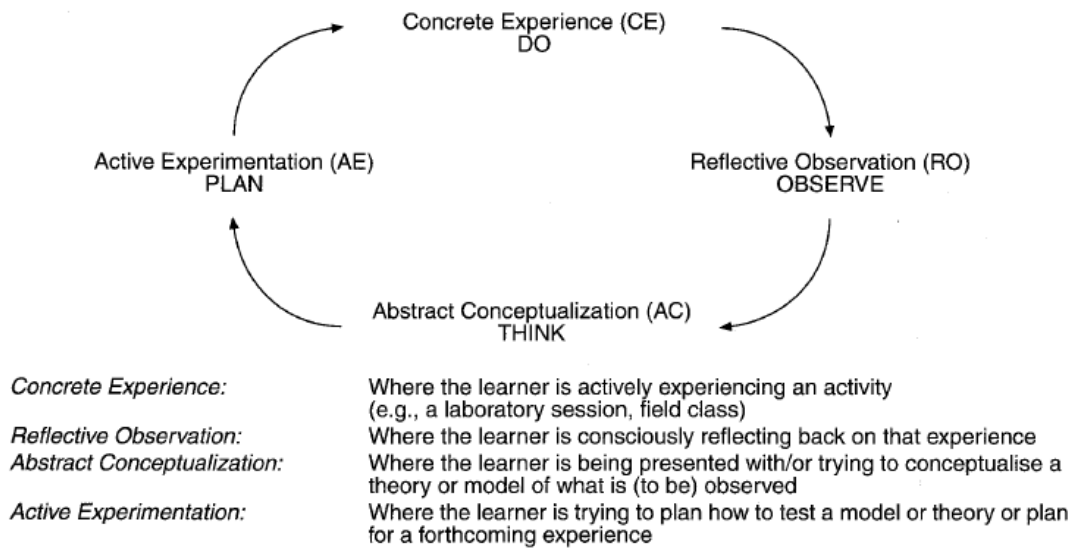 Concrete Experience (CE)
DO
Active Experimentation (AE)
PLAN
Reflective Observation (RO)
OBSERVE
Abstract Conceptualization (AC)
THINK
Concrete Experience: Where the learner is actively experiencing an activity
(e.g., a laboratory session, field class)
Reflective Observation: Where the learner is consciously reflecting back on that experience
Abstract Conceptualization: Where the learner is being presented with/or trying to conceptualise a
theory or model of what is (to be) observed
Active Experimentation: Where the learner is trying to plan how to test a model or theory or plan
for a forthcoming experience